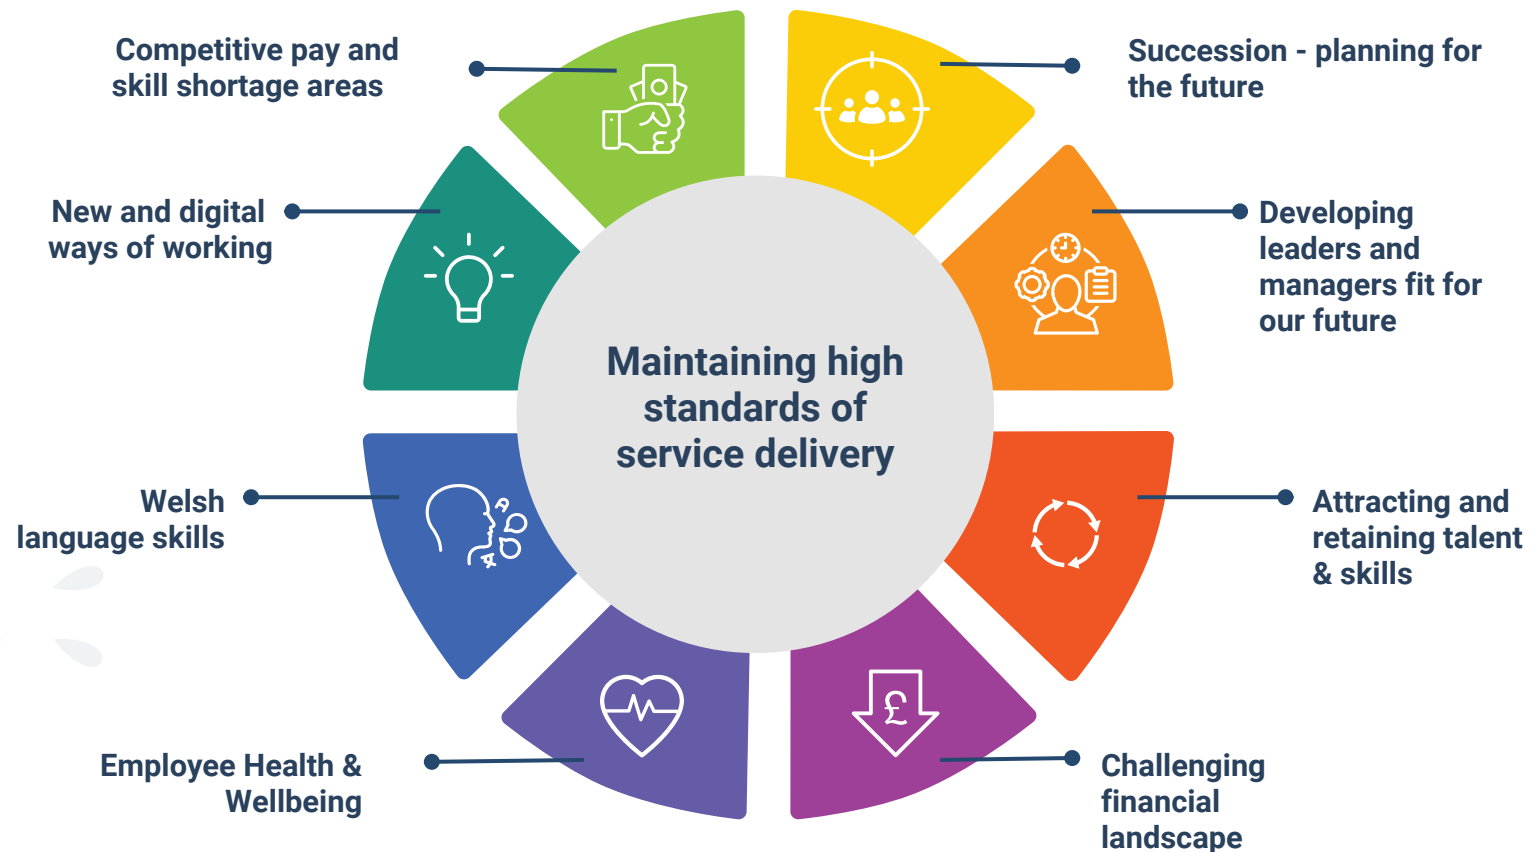 Competitive pay and
skill shortage areas
Succession - planning for
the future
New and digital
ways of working
Developing
leaders and
managers fit for
our future
Maintaining high
standards of
service delivery
Welsh
language skills
Attracting and
retaining talent
& skills
Employee Health &
Wellbeing
£
Challenging
financial
landscape